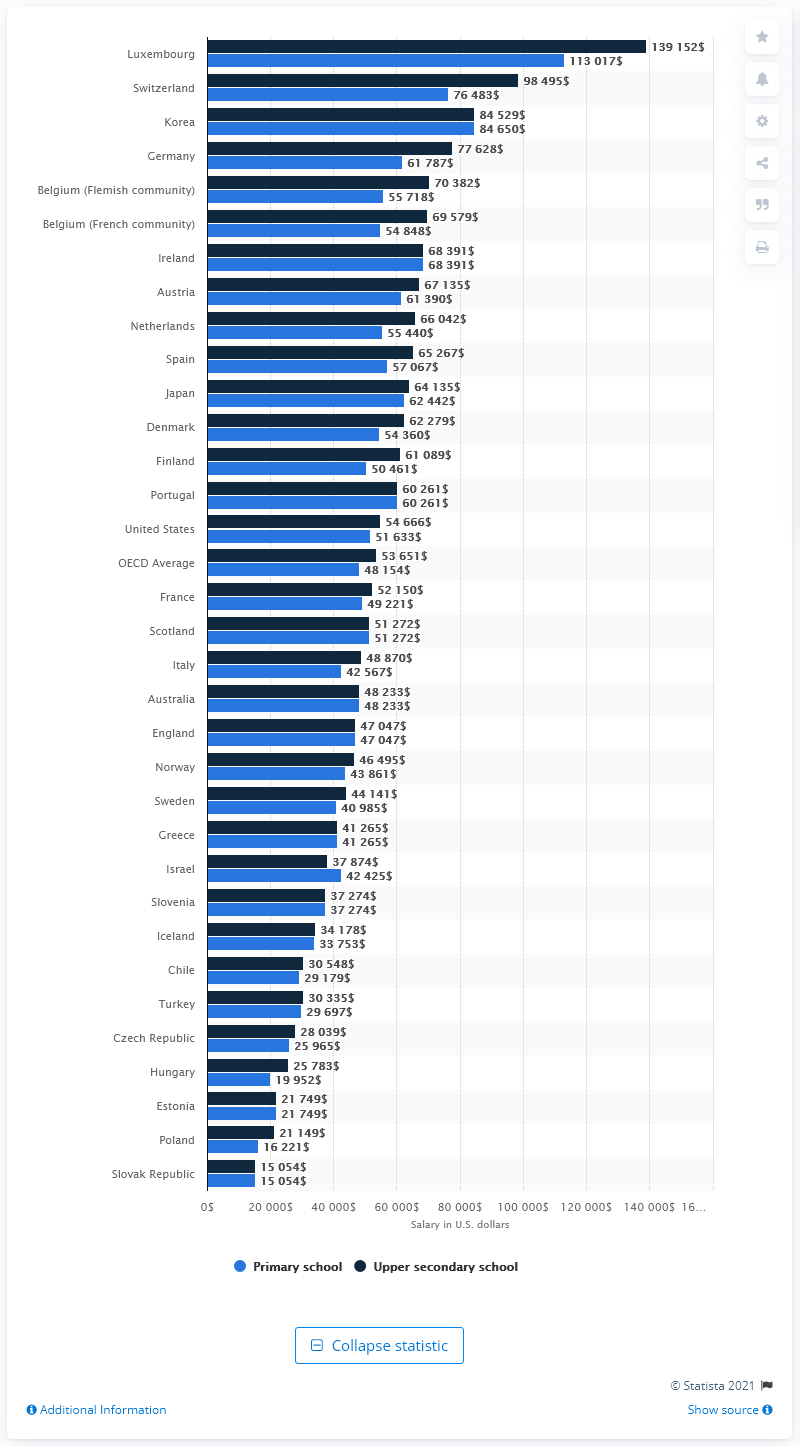 Luxembourg
139 152$
113 017$
Switzerland
98 495$
76 483$
Korea
84 529$
84 650$
Germany
77 628$
61 787$
Belgium (Flemish community)
70 382$
55 718$
Belgium (French community)
69 579$
54 848$
Ireland
68 391$
68 391$
Austria
67 135$
61 390$
Netherlands
66 042$
55 440$
Spain
65 267$
57 067$
Japan
64 135$
62 442$
Denmark
62 279$
54 360$
Finland
61 089$
50 461$
Portugal
60 261$
60 261$
United States
54 666$
51 633$
OECD Average
53 651$
48 154$
France
52 150$
49 221$
Scotland
51 272$
51 272$
Italy
48 870$
42 567$
Australia
48 233$
48 233$
England
47 047$
47 047$
Norway
46 495$
43 861$
Sweden
44 141$
40 985$
Greece
41 265$
41 265$
Israel
37 874$
42 425$
Slovenia
37 274$
37 274$
Iceland
34 178$
33 753$
Chile
30 548$
29 179$
Turkey
30 335$
29 697$
Czech Republic
28 039$
25 965$
Hungary
25 783$
19 952$
Estonia
21 749$
21 749$
Poland
21 149$
16 221$
Slovak Republic
15 054$
15 054$
0$ 20 000$ 40 000$ 60 000$ 80 000$ 100 000$ 120 000$ 140 000$ 16...
Salary in U.S. dollars
Primary school Upper secondary school
Collapse statistic
© Statista 2021
Additional Information Show source